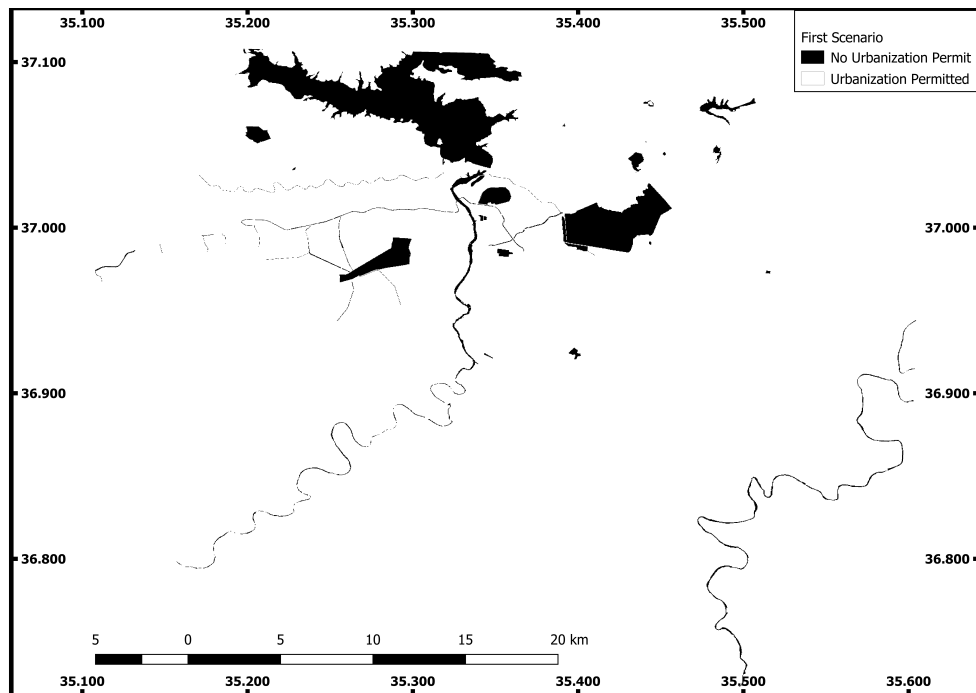 35.100 35.200 35.300 35.400 35.500
First Scenario
No Urbanization Permit
Urbanization Permitted
37.100
37.000 37.000
36.900 36.900
36.800 36.800
5 0 5 10 15 20 km
35.100 35.200 35.300 35.400 35.500 35.600